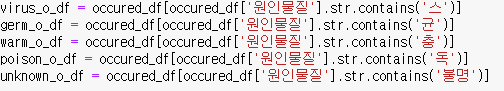 virus_o_df = occured_df[occured_df['원인물질'].str.contains('스')]
germ_o_df = occured_df[occured_df['원인물질'].str.contains('균')]
warm_o_df = occured_df[occured_df['원인물질'].str.contains('충')]
poison_o_df = occured_df[occured_df['원인물질'].str.contains('독')]
unknown_o_df = occured_df[occured_df['원인물질'].str.contains('불명')]